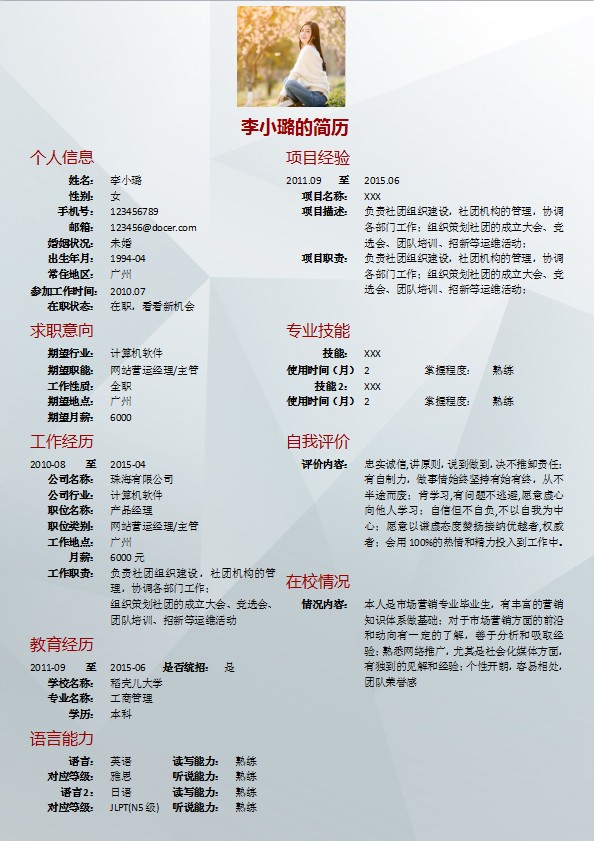 李小璐的简历
个人信息
姓名： 李小璐
性别： 女
手机号： 123456789
邮箱： 123456@docer.com
婚姻状况： 未婚
出生年月： 1994-04
常住地区： 广州
参加工作时间： 2010.07
在职状态： 在职，看看新机会
求职意向
期望行业： 计算机软件
期望职能： 网站营运经理/主管
工作性质： 全职
期望地点： 广州
期望月薪： 6000
工作经历
2010-08 至 2015-04
公司名称： 珠海有限公司
公司行业： 计算机软件
职位名称： 产品经理
职位类别： 网站营运经理/主管
工作地点： 广州
月薪： 6000 元
工作职责： 负责社团组织建设，社团机构的管
理，协调各部门工作；
组织策划社团的成立大会、竞选会、
团队培训、招新等运维活动
教育经历
2011-09 至 2015-06 是否统招： 是
学校名称： 稻壳儿大学
专业名称： 工商管理
学历： 本科
语言能力
语言： 英语 读写能力： 熟练
对应等级： 雅思 听说能力： 熟练
语言 2： 日语 读写能力： 熟练
对应等级： JLPT(N5 级) 听说能力： 熟练
项目经验
2011.09 至 2015.06
项目名称： XXX
项目描述： 负责社团组织建设，社团机构的管理，协调
各部门工作；组织策划社团的成立大会、竞
选会、团队培训、招新等运维活动；
项目职责： 负责社团组织建设，社团机构的管理，协调
各部门工作；组织策划社团的成立大会、竞
选会、团队培训、招新等运维活动；
专业技能
技能： XXX
使用时间（月） 2 掌握程度： 熟练
技能 2： XXX
使用时间（月） 2 掌握程度： 熟练
自我评价
评价内容： 忠实诚信,讲原则，说到做到，决不推卸责任；
有自制力，做事情始终坚持有始有终，从不
半途而废；肯学习,有问题不逃避,愿意虚心
向他人学习；自信但不自负,不以自我为中
心；愿意以谦虚态度赞扬接纳优越者,权威
者；会用 100%的热情和精力投入到工作中。
在校情况
情况内容： 本人是市场营销专业毕业生，有丰富的营销
知识体系做基础；对于市场营销方面的前沿
和动向有一定的了解，善于分析和吸取经
验；熟悉网络推广，尤其是社会化媒体方面，
有独到的见解和经验；个性开朗，容易相处，
团队荣誉感